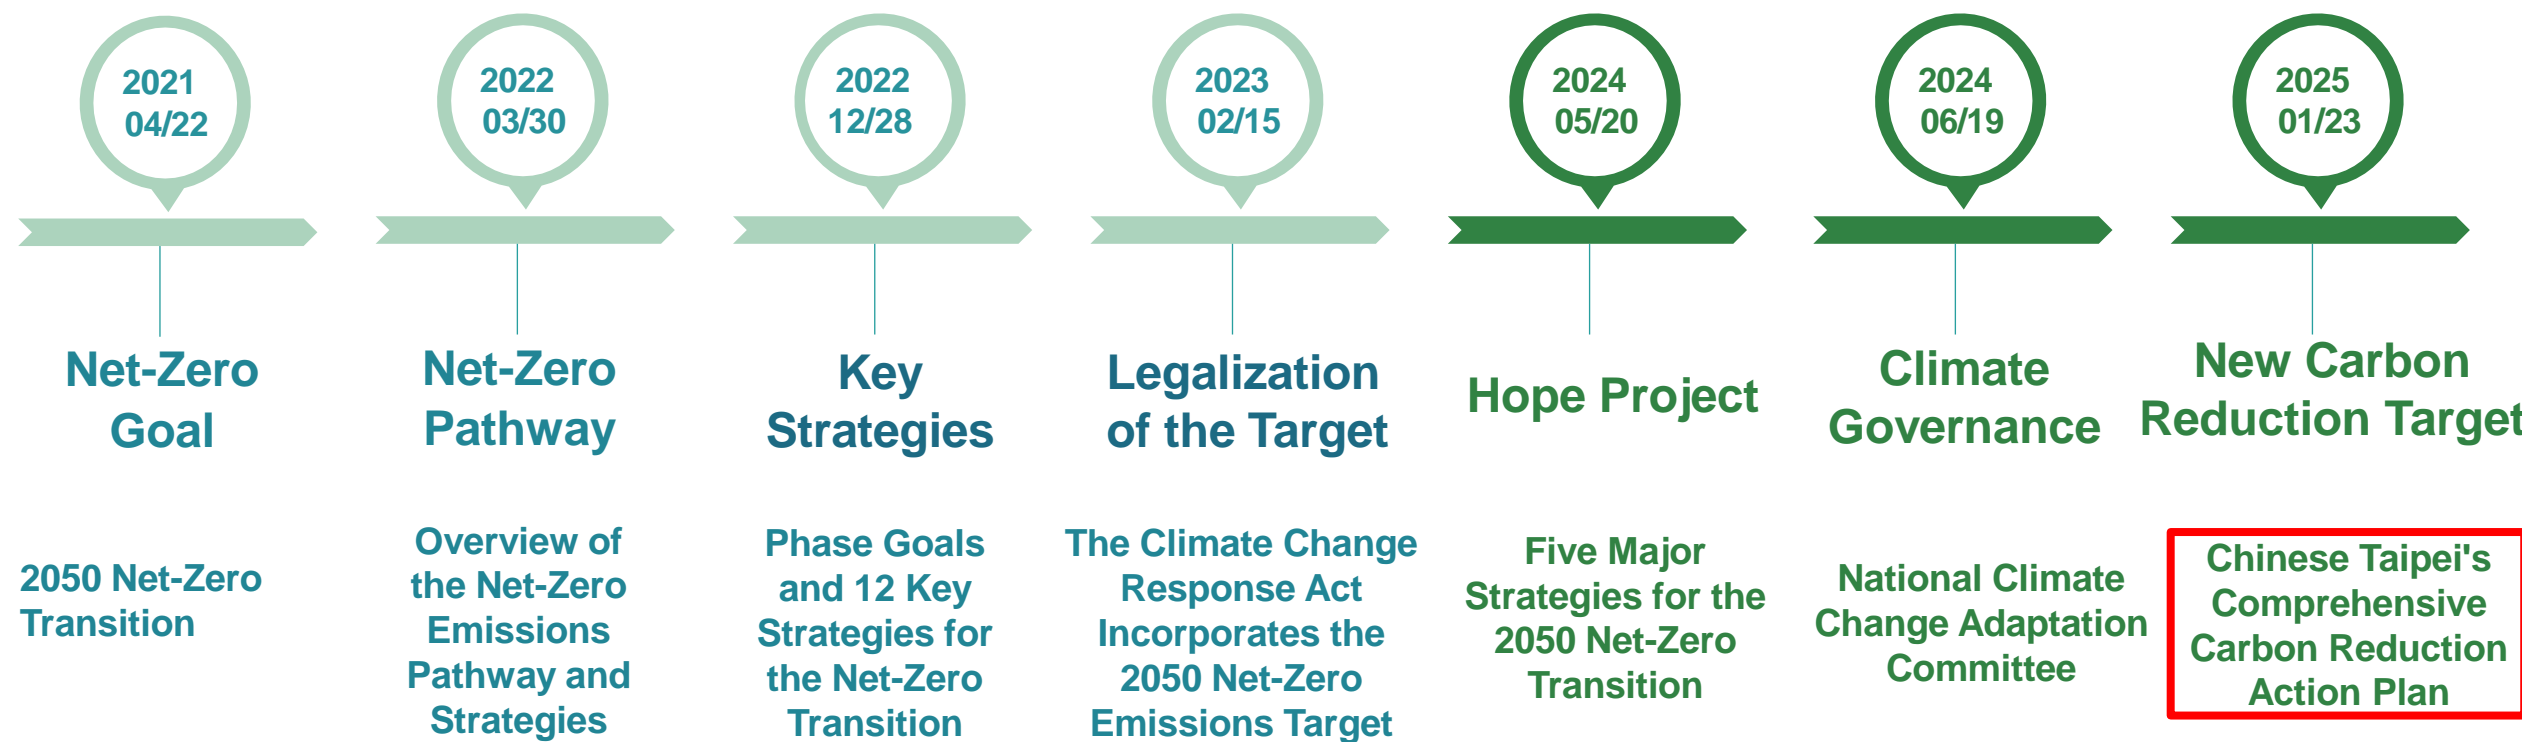 2021
04/22
Net-Zero
Goal
2050 Net-Zero
Transition
2022
03/30
Net-Zero
Pathway
Overview of
the Net-Zero
Emissions
Pathway and
Strategies
2022
12/28
Key
Strategies
Phase Goals
and 12 Key
Strategies for
the Net-Zero
Transition
2023
02/15
Legalization
of the Target
The Climate Change
Response Act
Incorporates the
2050 Net-Zero
Emissions Target
2024
05/20
Hope Project
Five Major
Strategies for the
2050 Net-Zero
Transition
2024
06/19
Climate
Governance
National Climate
Change Adaptation
Committee
2025
01/23
New Carbon
Reduction Target
Chinese Taipei's
Comprehensive
Carbon Reduction
Action Plan